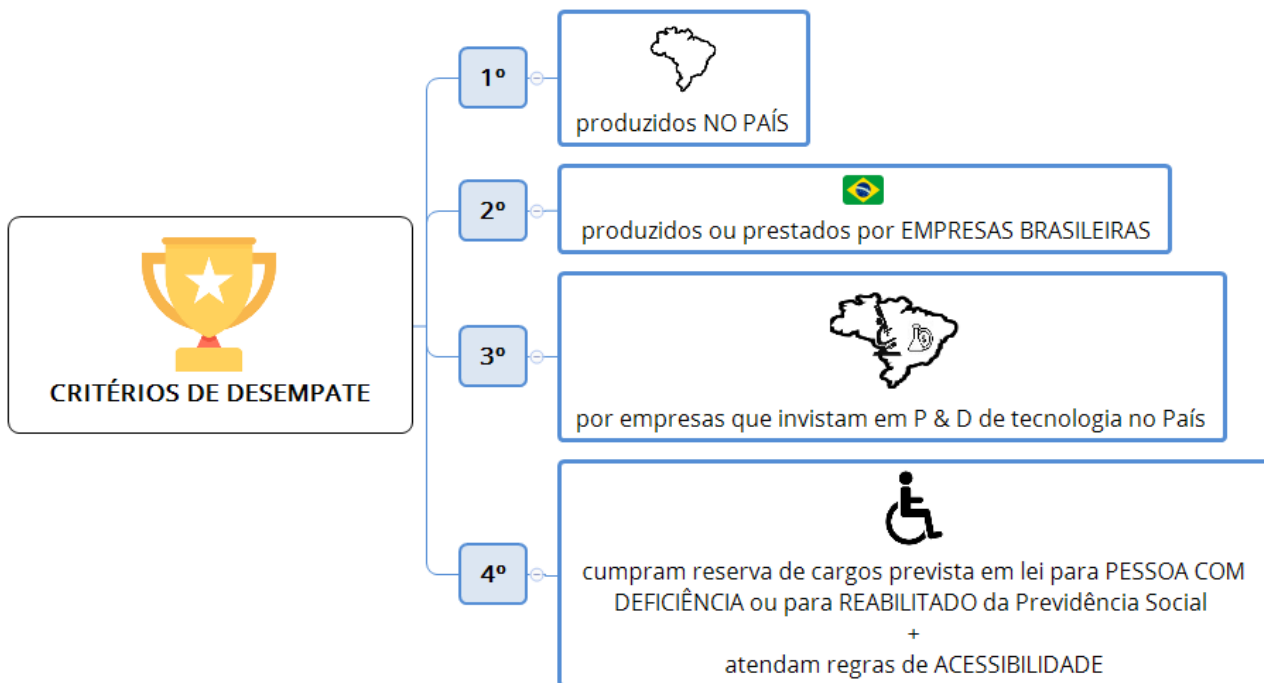 CRITÉRIOS DE DESEMPATE
1º
produzidos NO PAÍS
2º
produzidos ou prestados por EMPRESAS BRASILEIRAS
3º
por empresas que invistam em P & D de tecnologia no País
4º
cumpram reserva de cargos prevista em lei para PESSOA COM
DEFICIÊNCIA ou para REABILITADO da Previdência Social
+
atendam regras de ACESSIBILIDADE